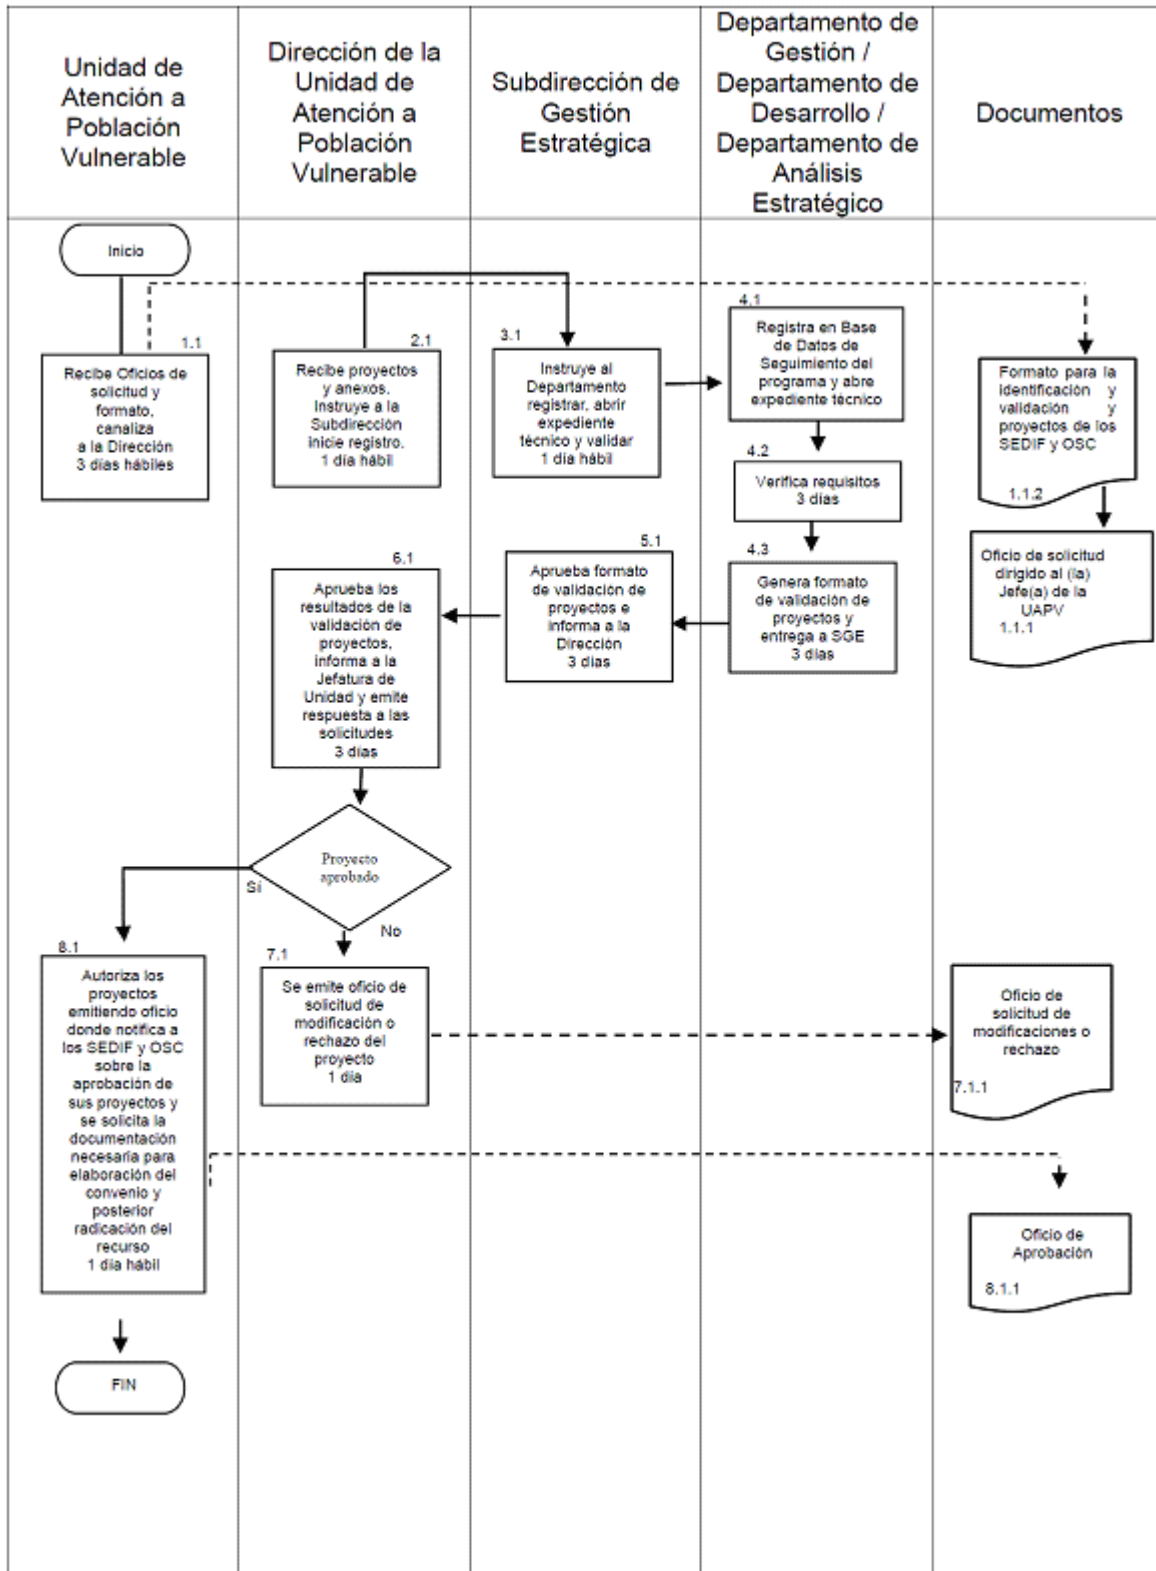 Unidad de
Atención a
Población
Vulnerable
Dirección de la
Unidad de
Atención a
Población
Vulnerable
Subdirección de
Gestión
Estratégica
Departamento de
Gestión /
Departamento de
Desarrollo /
Departamento de
Análisis
Estratégico
Documentos
Inicio
1.1
Recibe Oficios de
solicitud y
formato,
canaliza
a la Dirección
3 días hábiles
2.1
Recibe proyectos
y anexos.
Instruye a la
Subdirección
inicie registro.
1 día hábil
3.1
Instruye al
Departamento
registrar, abrir
expediente
técnico y validar
1 día hábil
4.1
Registra en Base
de Datos de
Seguimiento del
programa y abre
expediente técnico
Formato para la
identificación y
validación y
proyectos de los
SEDIF y OSC
1.1.2
4.2
Verifica requisitos
3 días
Oficio de solicitud
dirigido al (la)
Jefe(a) de la
UAPV
1.1.1
4.3
Genera formato
de validación de
proyectos y
entrega a SGE
3 días
5.1
Aprueba formato
de validación de
proyectos e
informa a la
Dirección
3 días
6.1
Aprueba los
resultados de la
validación de
proyectos,
informa a la
Jefatura de
Unidad y emite
respuesta a las
solicitudes
3 días
Proyecto
aprobado
Sí
No
8.1
Autoriza los
proyectos
emitiendo oficio
donde notifica a
los SEDIF y OSC
sobre la
aprobación de
sus proyectos y
se solicita la
documentación
necesaria para
elaboración del
convenio y
posterior
radicación del
recurso
1 día hábil
7.1
Se emite oficio de
solicitud de
modificación o
rechazo del
proyecto
1 día
Oficio de
solicitud de
modificaciones o
rechazo
7.1.1
Oficio de
Aprobación
8.1.1
FIN